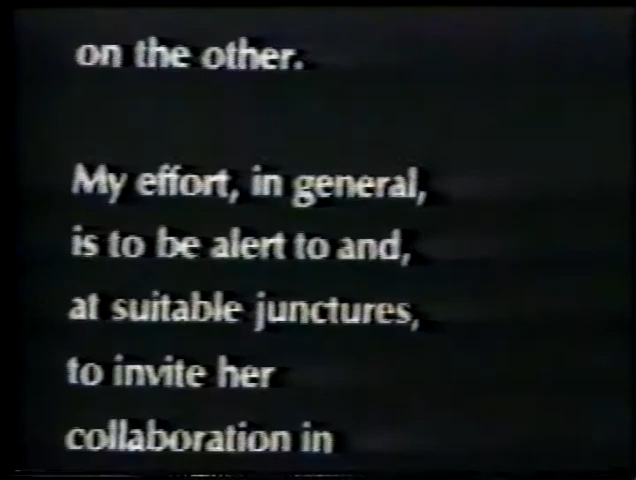 on the other.
My effort, in general,
is to be alert to and,
at suitable junctures,
to invite her
collaboration in